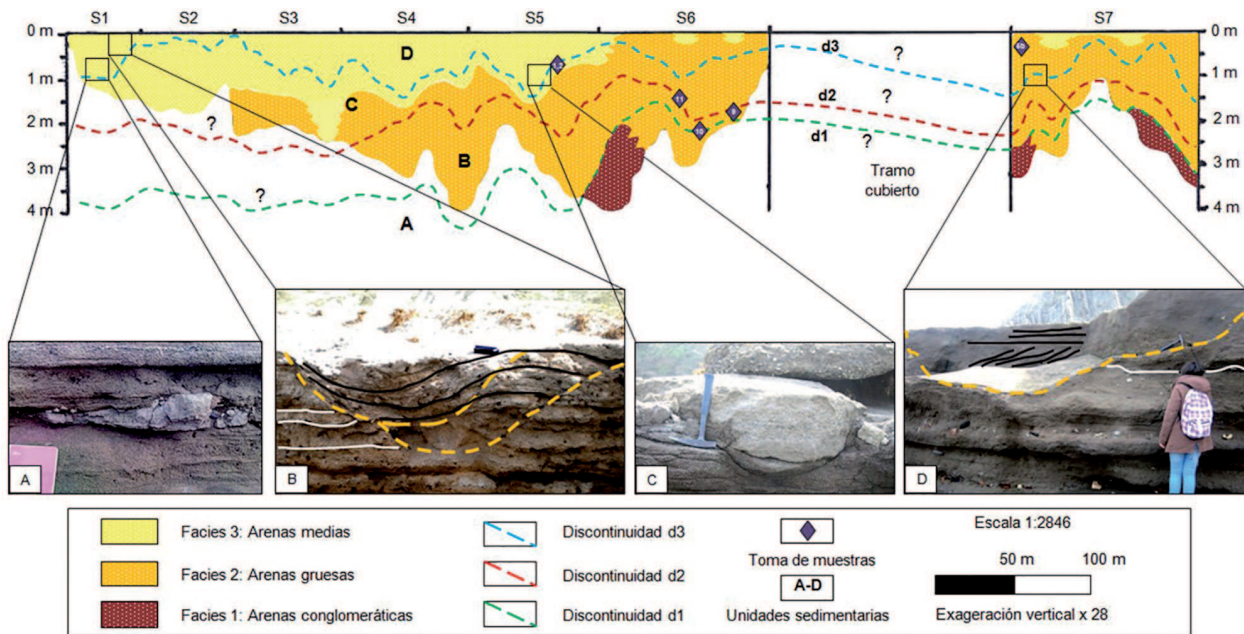 S1 S2 S3 S4 S5 S6 S7
0 m 0 m
D d3 ?
1 m 1 m
C d2 ?
2 m ? 2 m
d1 ?
B
3 m Tramo 3 m
? cubierto
4 m 4 m
A
11
10
A B C D
Facies 3: Arenas medias
Facies 2: Arenas gruesas
Facies 1: Arenas conglomeráticas
Discontinuidad d3
Discontinuidad d2
Discontinuidad d1
Toma de muestras
A-D
Unidades sedimentarias
Escala 1:2846
50 m 100 m
Exageración vertical x 28